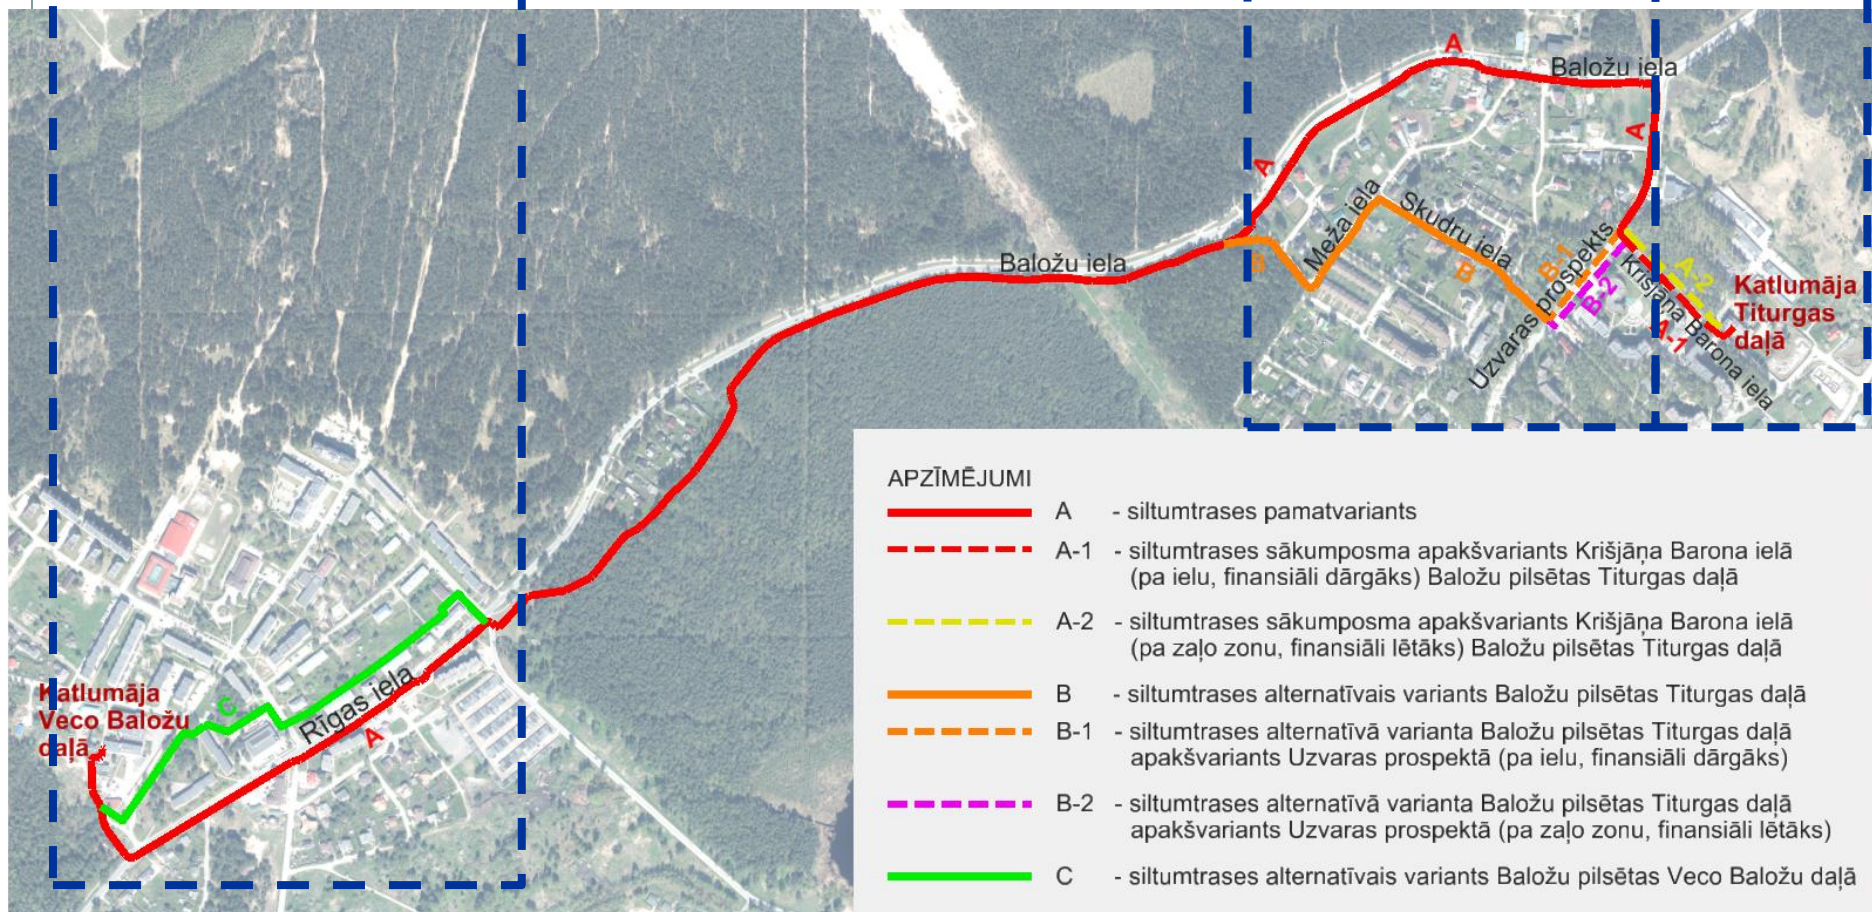 A
Baložu iela
A
A
Meža iela
Skudru iela
B
B
Uzvaras prospekts
B-1
B-2
Krišjāņa Barona iela
A-2
A-1
Katlumāja
Titurgas
daļā
Baložu iela
Katlumāja
Veco Baložu
daļā
C
Rīgas iela
A
APZĪMĒJUMI
A - siltumtrases pamatvariants
A-1 - siltumtrases sākumposma apakšvariants Krišjāņa Barona ielā
(pa ielu, finansiāli dārgāks) Baložu pilsētas Titurgas daļā
A-2 - siltumtrases sākumposma apakšvariants Krišjāņa Barona ielā
(pa zaļo zonu, finansiāli lētāks) Baložu pilsētas Titurgas daļā
B - siltumtrases alternatīvais variants Baložu pilsētas Titurgas daļā
B-1 - siltumtrases alternatīvā varianta Baložu pilsētas Titurgas daļā
apakšvariants Uzvaras prospektā (pa ielu, finansiāli dārgāks)
B-2 - siltumtrases alternatīvā varianta Baložu pilsētas Titurgas daļā
apakšvariants Uzvaras prospektā (pa zaļo zonu, finansiāli lētāks)
C - siltumtrases alternatīvais variants Baložu pilsētas Veco Baložu daļā